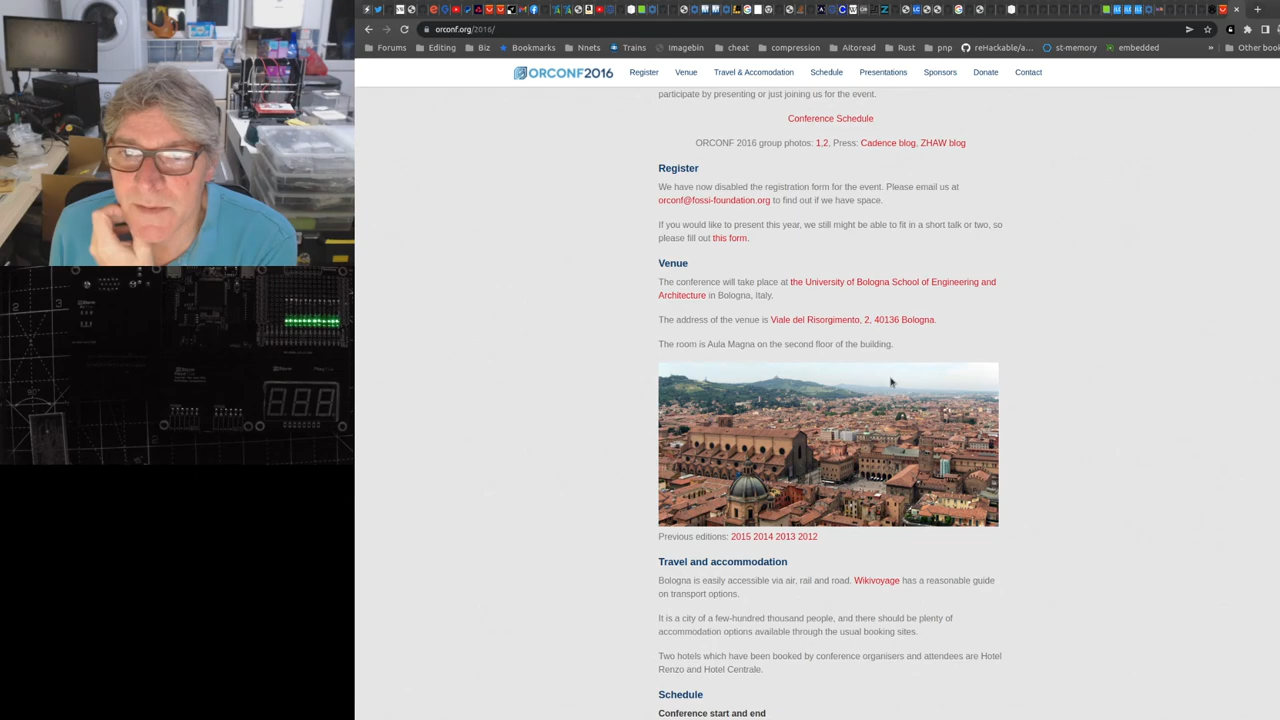 orconf.org/2016/
Forums Editing Biz Bookmarks Nnets Trains Imagebin cheat compression AItoread Rust pnp reHackable/a... st-memory embedded » Other book
ORCONF2016 Register Venue Travel & Accomodation Schedule Presentations Sponsors Donate Contact
participate by presenting or just joining us for the event.
Conference Schedule
ORCONF 2016 group photos: 1,2, Press: Cadence blog, ZHAW blog
Register
We have now disabled the registration form for the event. Please email us at
orconf@fossi-foundation.org to find out if we have space.
If you would like to present this year, we still might be able to fit in a short talk or two, so
please fill out this form.
Venue
The conference will take place at the University of Bologna School of Engineering and
Architecture in Bologna, Italy.
The address of the venue is Viale del Risorgimento, 2, 40136 Bologna.
The room is Aula Magna on the second floor of the building.
Previous editions: 2015 2014 2013 2012
Travel and accommodation
Bologna is easily accessible via air, rail and road. Wikivoyage has a reasonable guide
on transport options.
It is a city of a few-hundred thousand people, and there should be plenty of
accommodation options available through the usual booking sites.
Two hotels which have been booked by conference organisers and attendees are Hotel
Renzo and Hotel Centrale.
Schedule
Conference start and end